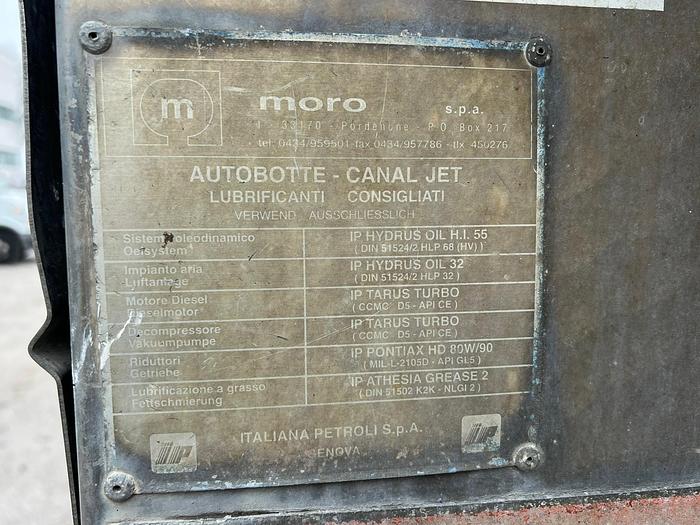 m
moro s.p.a.
I 33170 - Pordenone - P.O. Box 217
tel. 0434/959501 fax 0434/957786 - tlx 450276
AUTOBOTTE - CANAL JET
LUBRIFICANTI CONSIGLIATI
VERWEND AUSSCHLIESSLICH
Sistema oleodinamico IP HYDRUS OIL H.I. 55
Oelsystem ( DIN 51524/2 HLP 68 (HV) )
Impianto aria IP HYDRUS OIL 32
Luftanlage ( DIN 51524/2 HLP 32 )
Motore Diesel IP TARUS TURBO
Dieselmotor ( CCMC D5 - API CE )
Decompressore IP TARUS TURBO
Vakuumpumpe ( CCMC D5 - API CE )
Riduttori IP PONTIAX HD 80W/90
Getriebe ( MIL-L-2105D - API GL5 )
Lubrificazione a grasso IP ATHESIA GREASE 2
Fettschmierung ( DIN 51502 K2K - NLGI 2 )
ip ITALIANA PETROLI S.p.A. ip
GENOVA